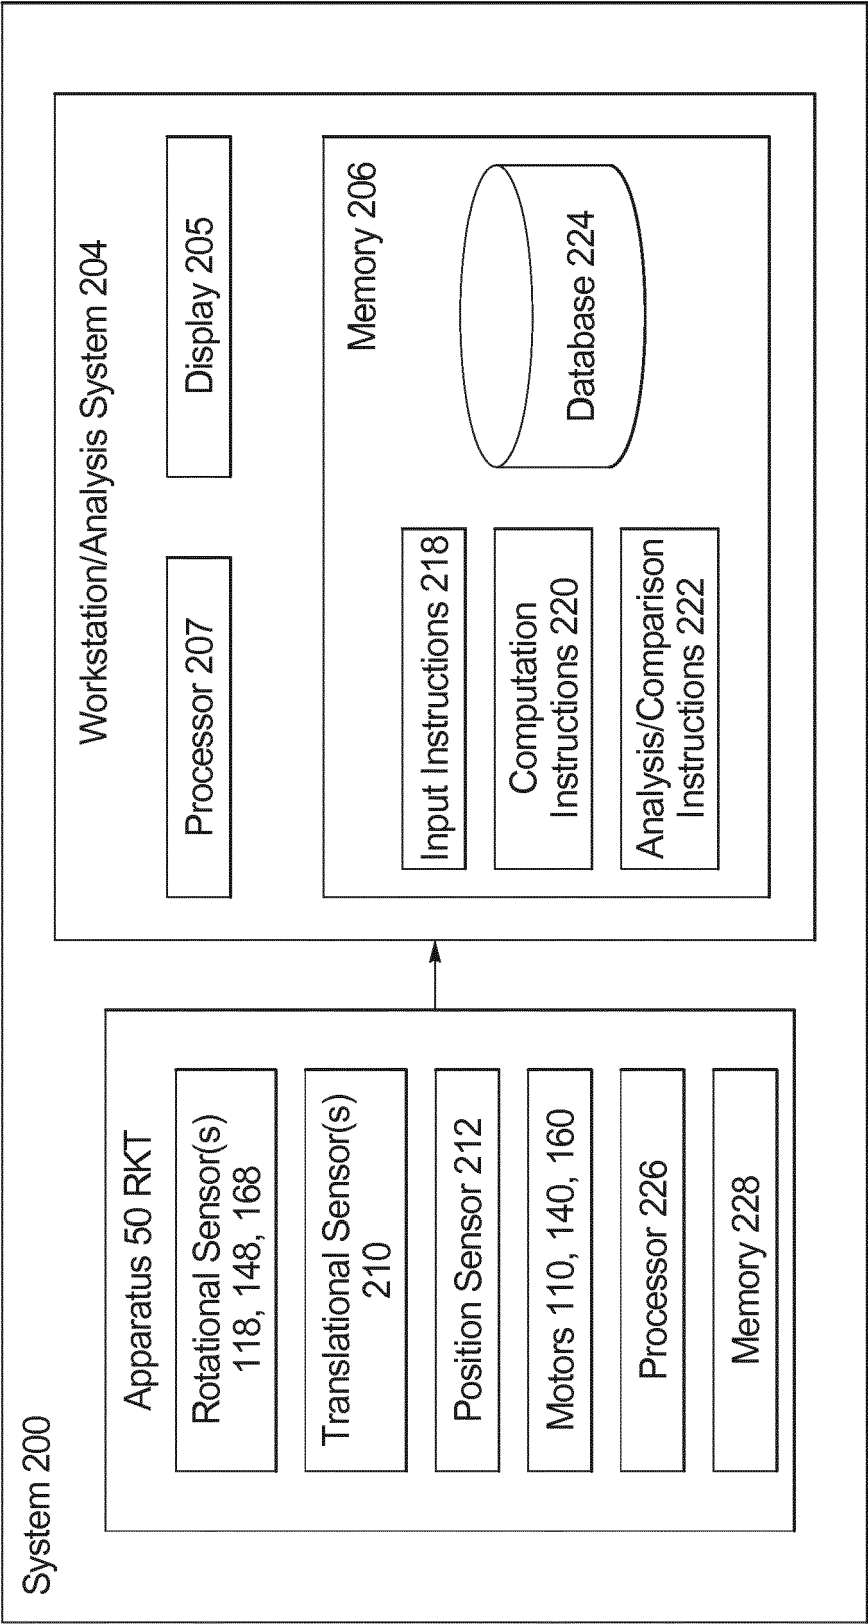 System 200
Apparatus 50 RKT
Rotational Sensor(s)
118, 148, 168
Translational Sensor(s)
210
Position Sensor 212
Motors 110, 140, 160
Processor 226
Memory 228
Workstation/Analysis System 204
Processor 207
Display 205
Memory 206
Input Instructions 218
Computation
Instructions 220
Analysis/Comparison
Instructions 222
Database 224